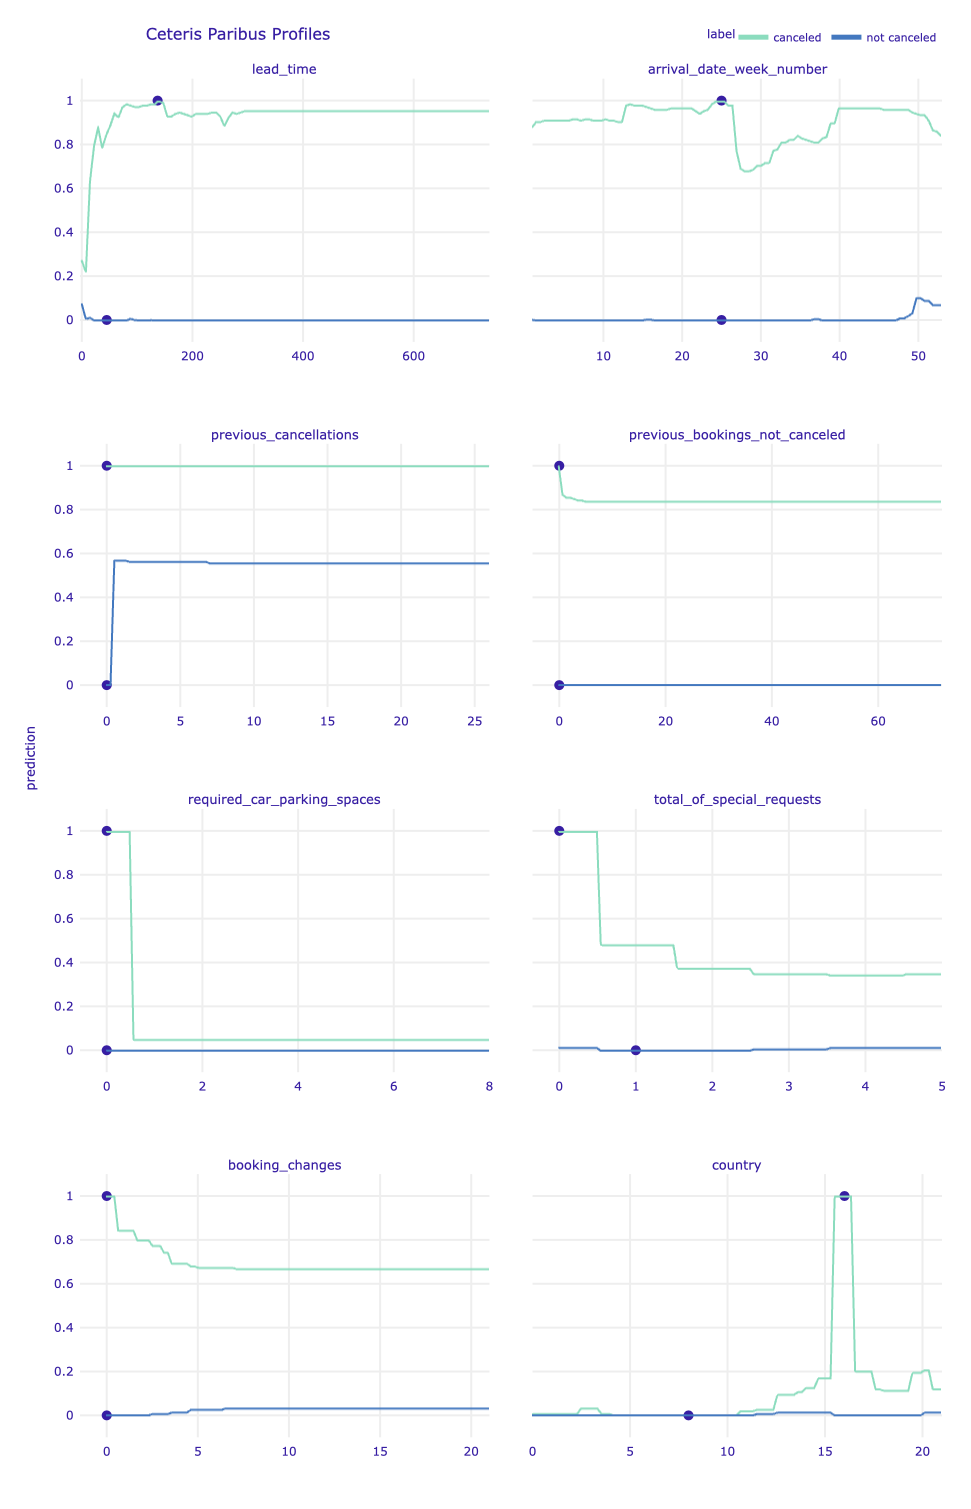 Ceteris Paribus Profiles
label canceled not canceled
lead_time
arrival_date_week_number
1
0.8
0.6
0.4
0.2
0
0 200 400 600
10 20 30 40 50
previous_cancellations
previous_bookings_not_canceled
1
0.8
0.6
0.4
0.2
0
0 5 10 15 20 25
0 20 40 60
prediction
required_car_parking_spaces
total_of_special_requests
1
0.8
0.6
0.4
0.2
0
0 2 4 6 8
0 1 2 3 4 5
booking_changes
country
1
0.8
0.6
0.4
0.2
0
0 5 10 15 20
0 5 10 15 20